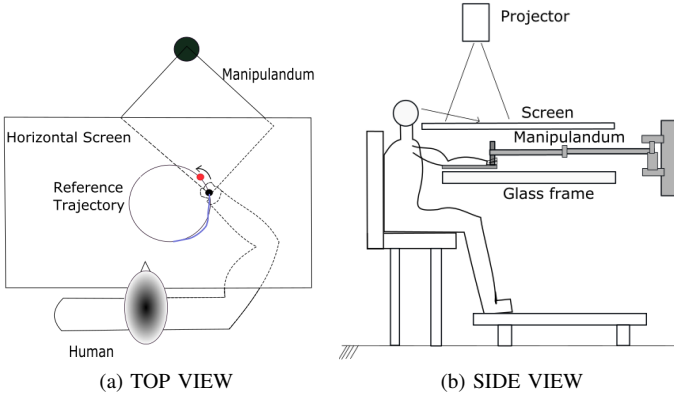 Manipulandum
Horizontal Screen
Reference
Trajectory
Human
(a) TOP VIEW
Projector
Screen
Manipulandum
Glass frame
(b) SIDE VIEW